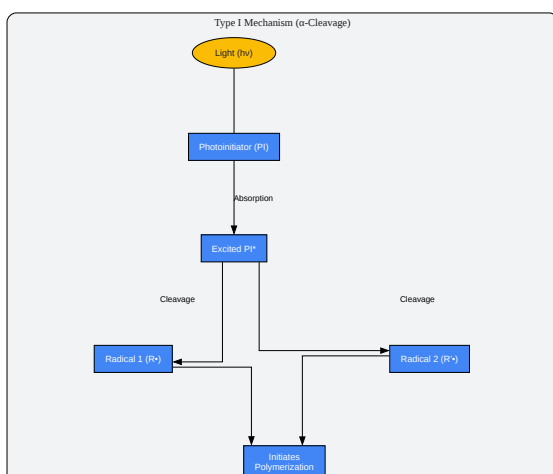 Type I Mechanism (α-Cleavage)
Light (hν)
Photoinitiator (PI)
Absorption
Excited PI*
Cleavage
Cleavage
Radical 1 (R•)
Radical 2 (R'•)
Initiates
Polymerization